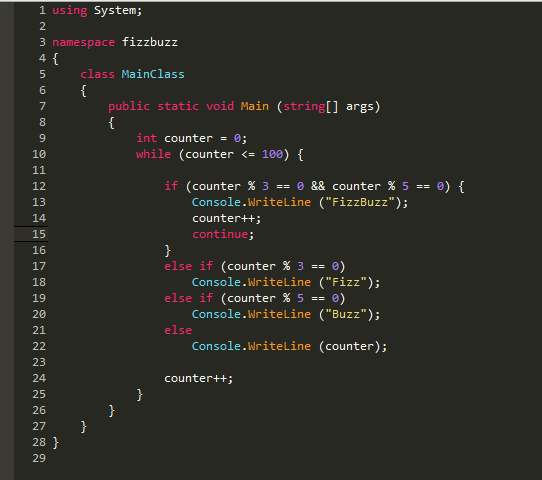 1 using System;
2
3 namespace fizzbuzz
4 {
5     class MainClass
6     {
7         public static void Main (string[] args)
8         {
9             int counter = 0;
10             while (counter <= 100) {
11
12                 if (counter % 3 == 0 && counter % 5 == 0) {
13                     Console.WriteLine ("FizzBuzz");
14                     counter++;
15                     continue;
16                 }
17                 else if (counter % 3 == 0)
18                     Console.WriteLine ("Fizz");
19                 else if (counter % 5 == 0)
20                     Console.WriteLine ("Buzz");
21                 else
22                     Console.WriteLine (counter);
23
24                 counter++;
25             }
26         }
27     }
28 }
29